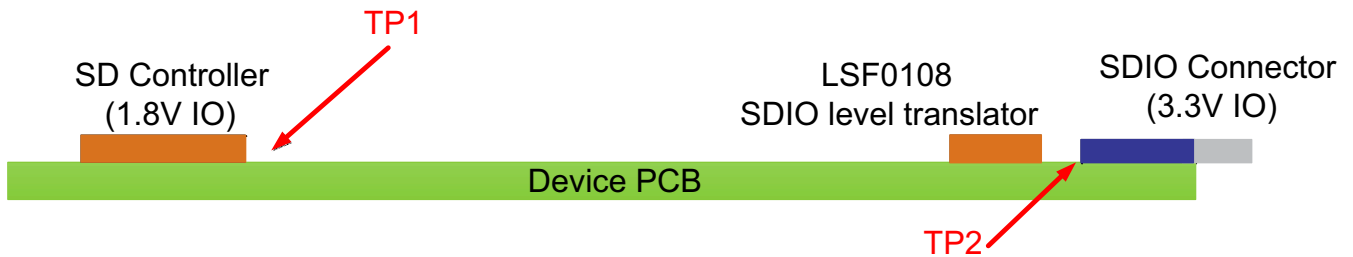 TP1
SD Controller
(1.8V IO)
LSF0108
SDIO level translator
SDIO Connector
(3.3V IO)
Device PCB
TP2